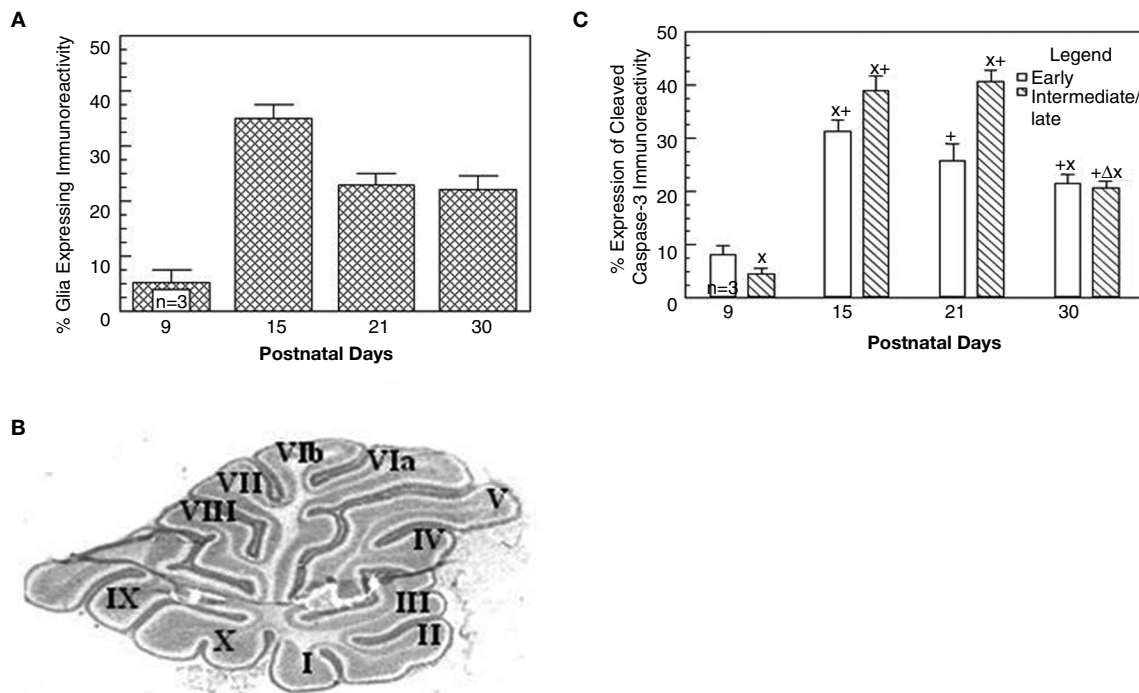 A
% Glia Expressing Immunoreactivity
50
40
30
20
10
0
n=3
9 15 21 30
Postnatal Days
C
% Expression of Cleaved
Caspase-3 Immunoreactivity
50
40
30
20
10
0
Legend
Early
Intermediate/
late
n=3
x
x+
x+
+
x+
+x
+Δx
9 15 21 30
Postnatal Days
B
VIb
VIa
VII
VIII
V
IV
IX
III
X
II
I